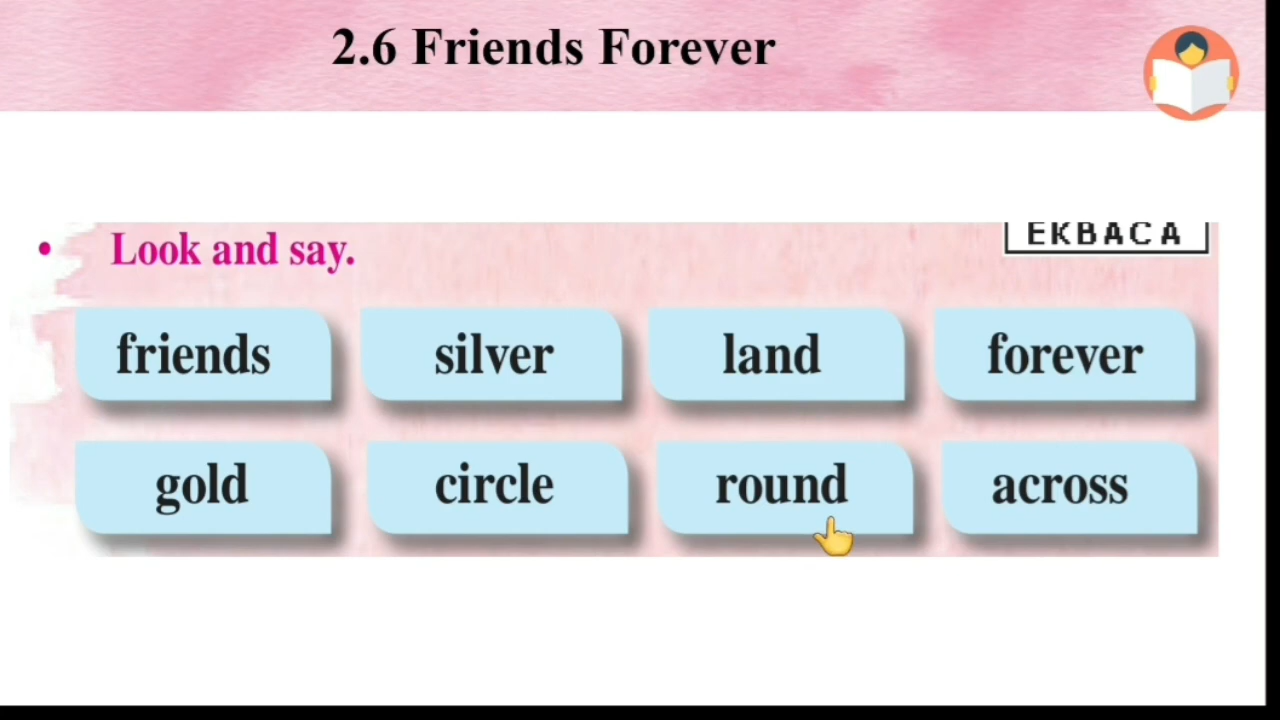 2.6 Friends Forever
• Look and say.
EKBACA
friends silver land forever
gold circle round across